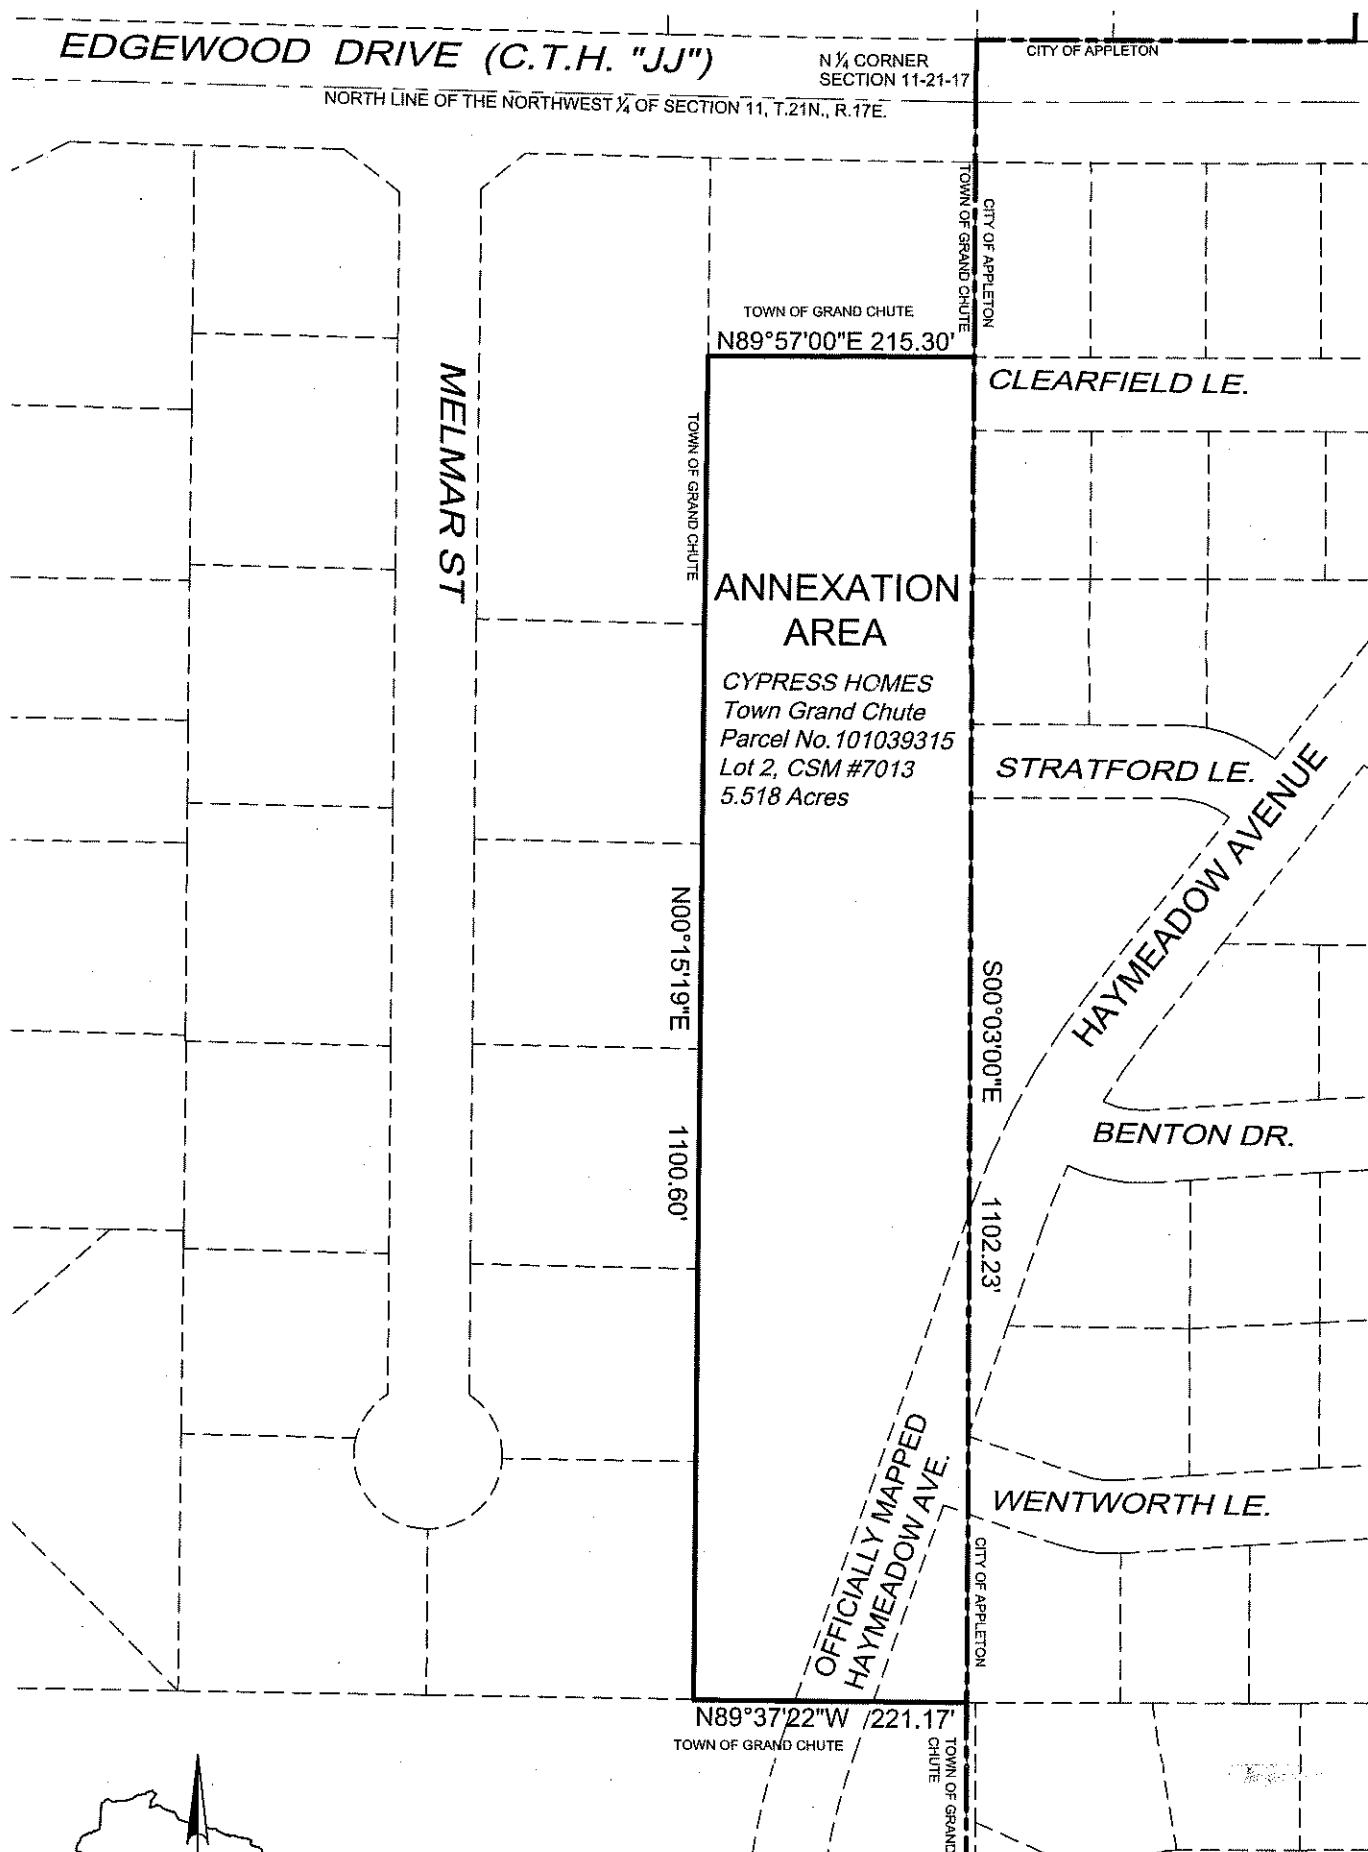 EDGEWOOD DRIVE (C.T.H. "JJ")
N ¼ CORNER
SECTION 11-21-17
CITY OF APPLETON
NORTH LINE OF THE NORTHWEST ¼ OF SECTION 11, T.21N., R.17E.
TOWN OF GRAND CHUTE
CITY OF APPLETON
TOWN OF GRAND CHUTE
N89°57'00"E 215.30'
CLEARFIELD LE.
MELMAR ST
TOWN OF GRAND CHUTE
ANNEXATION
AREA
CYPRESS HOMES
Town Grand Chute
Parcel No. 101039315
Lot 2, CSM #7013
5.518 Acres
STRATFORD LE.
HAYMEADOW AVENUE
N00°15'19"E 1100.60'
S00°03'00"E 1102.23'
BENTON DR.
OFFICIALLY MAPPED
HAYMEADOW AVE.
WENTWORTH LE.
CITY OF APPLETON
N89°37'22"W 221.17'
TOWN OF GRAND CHUTE
TOWN OF GRAND
CHUTE